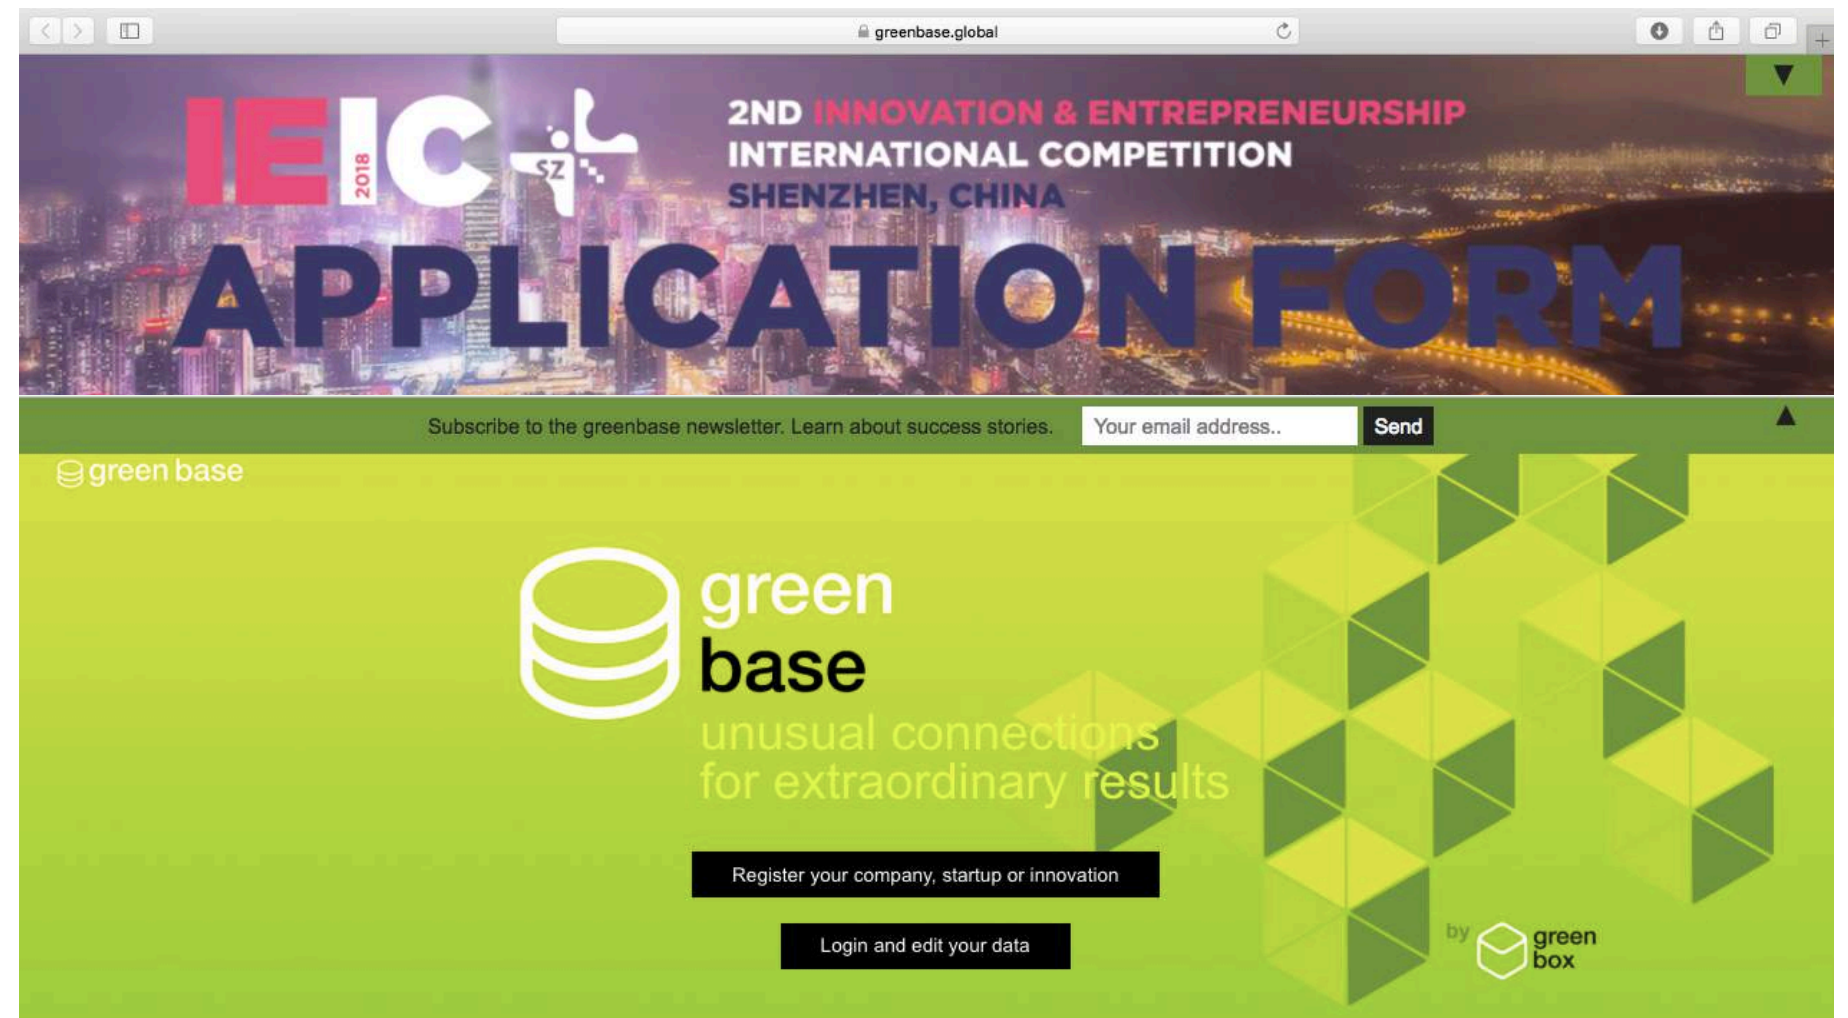 greenbase.global
IEIC
2018
SZ
2ND INNOVATION & ENTREPRENEURSHIP
INTERNATIONAL COMPETITION
SHENZHEN, CHINA
APPLICATION FORM
Subscribe to the greenbase newsletter. Learn about success stories.
Your email address..
Send
green base
green
base
unusual connections
for extraordinary results
Register your company, startup or innovation
Login and edit your data
by
green
box